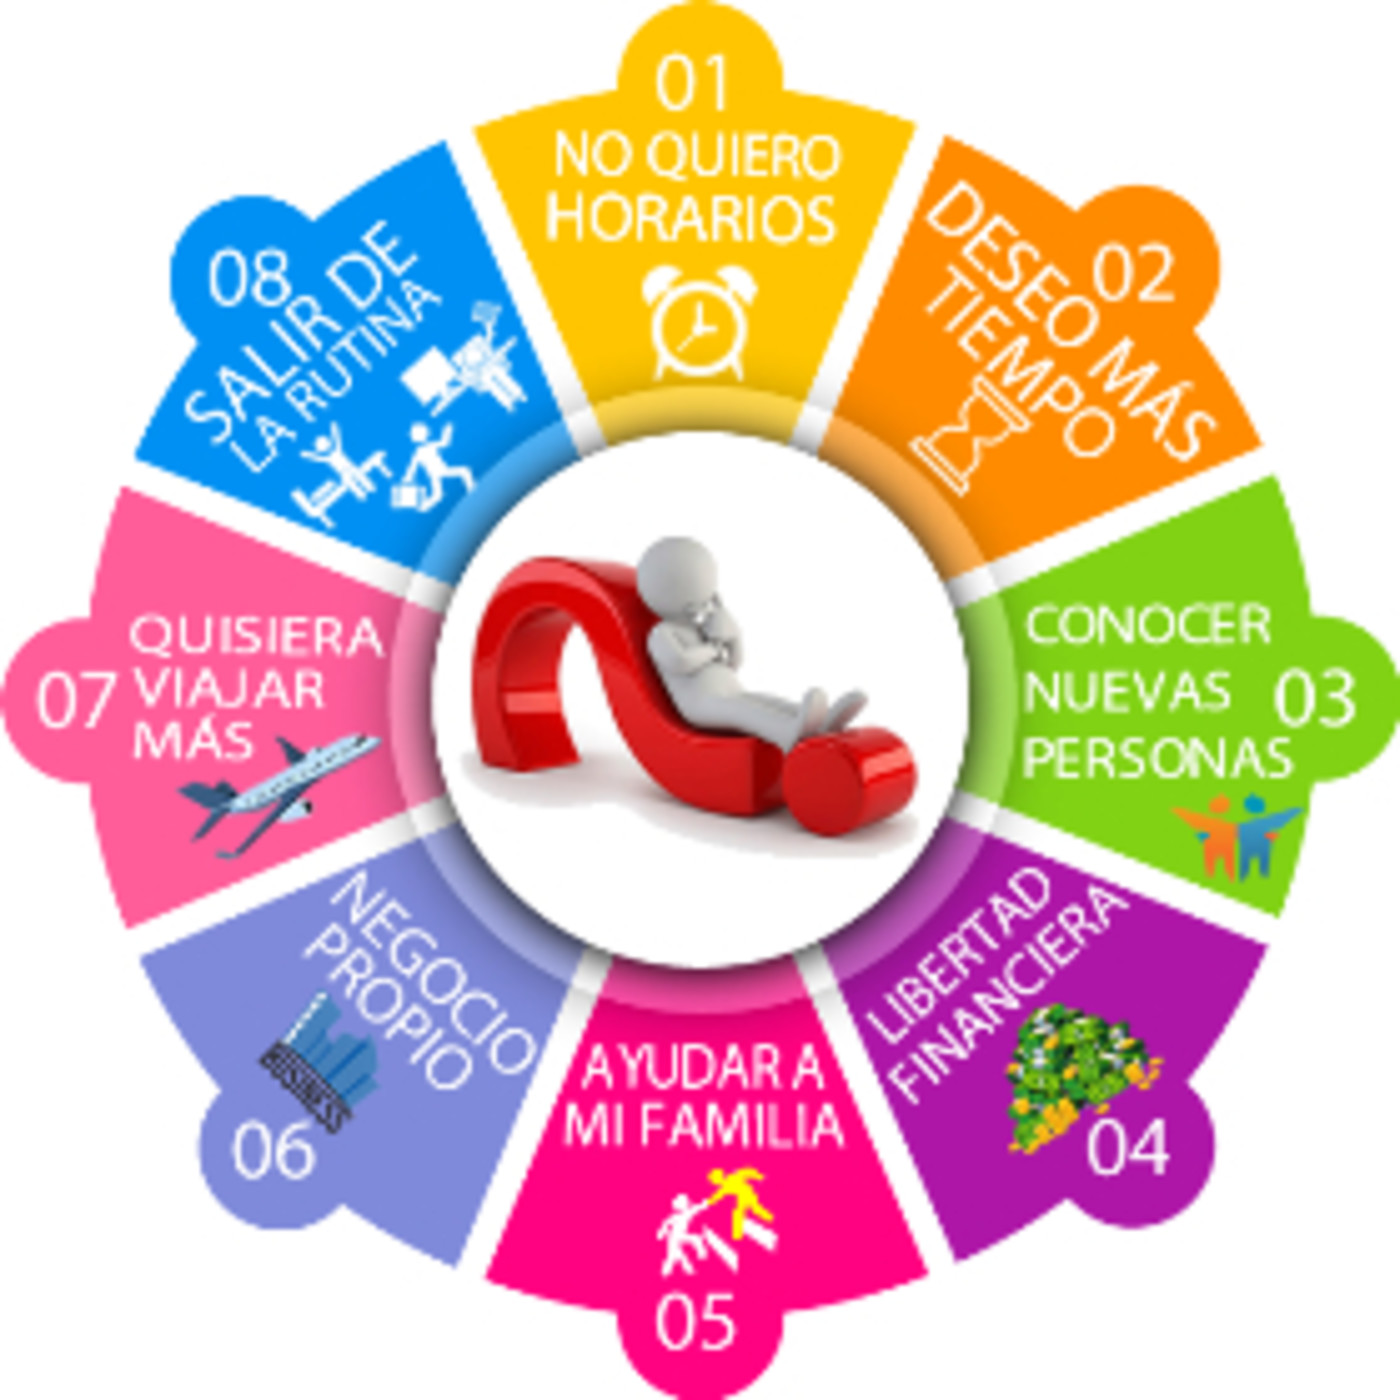 01
NO QUIERO
HORARIOS
02
DESEO MÁS
TIEMPO
03
CONOCER
NUEVAS
PERSONAS
04
LIBERTAD
FINANCIERA
05
AYUDAR A
MI FAMILIA
06
NEGOCIO
PROPIO
BUSINESS
07
QUISIERA
VIAJAR
MÁS
08
SALIR DE
LA RUTINA